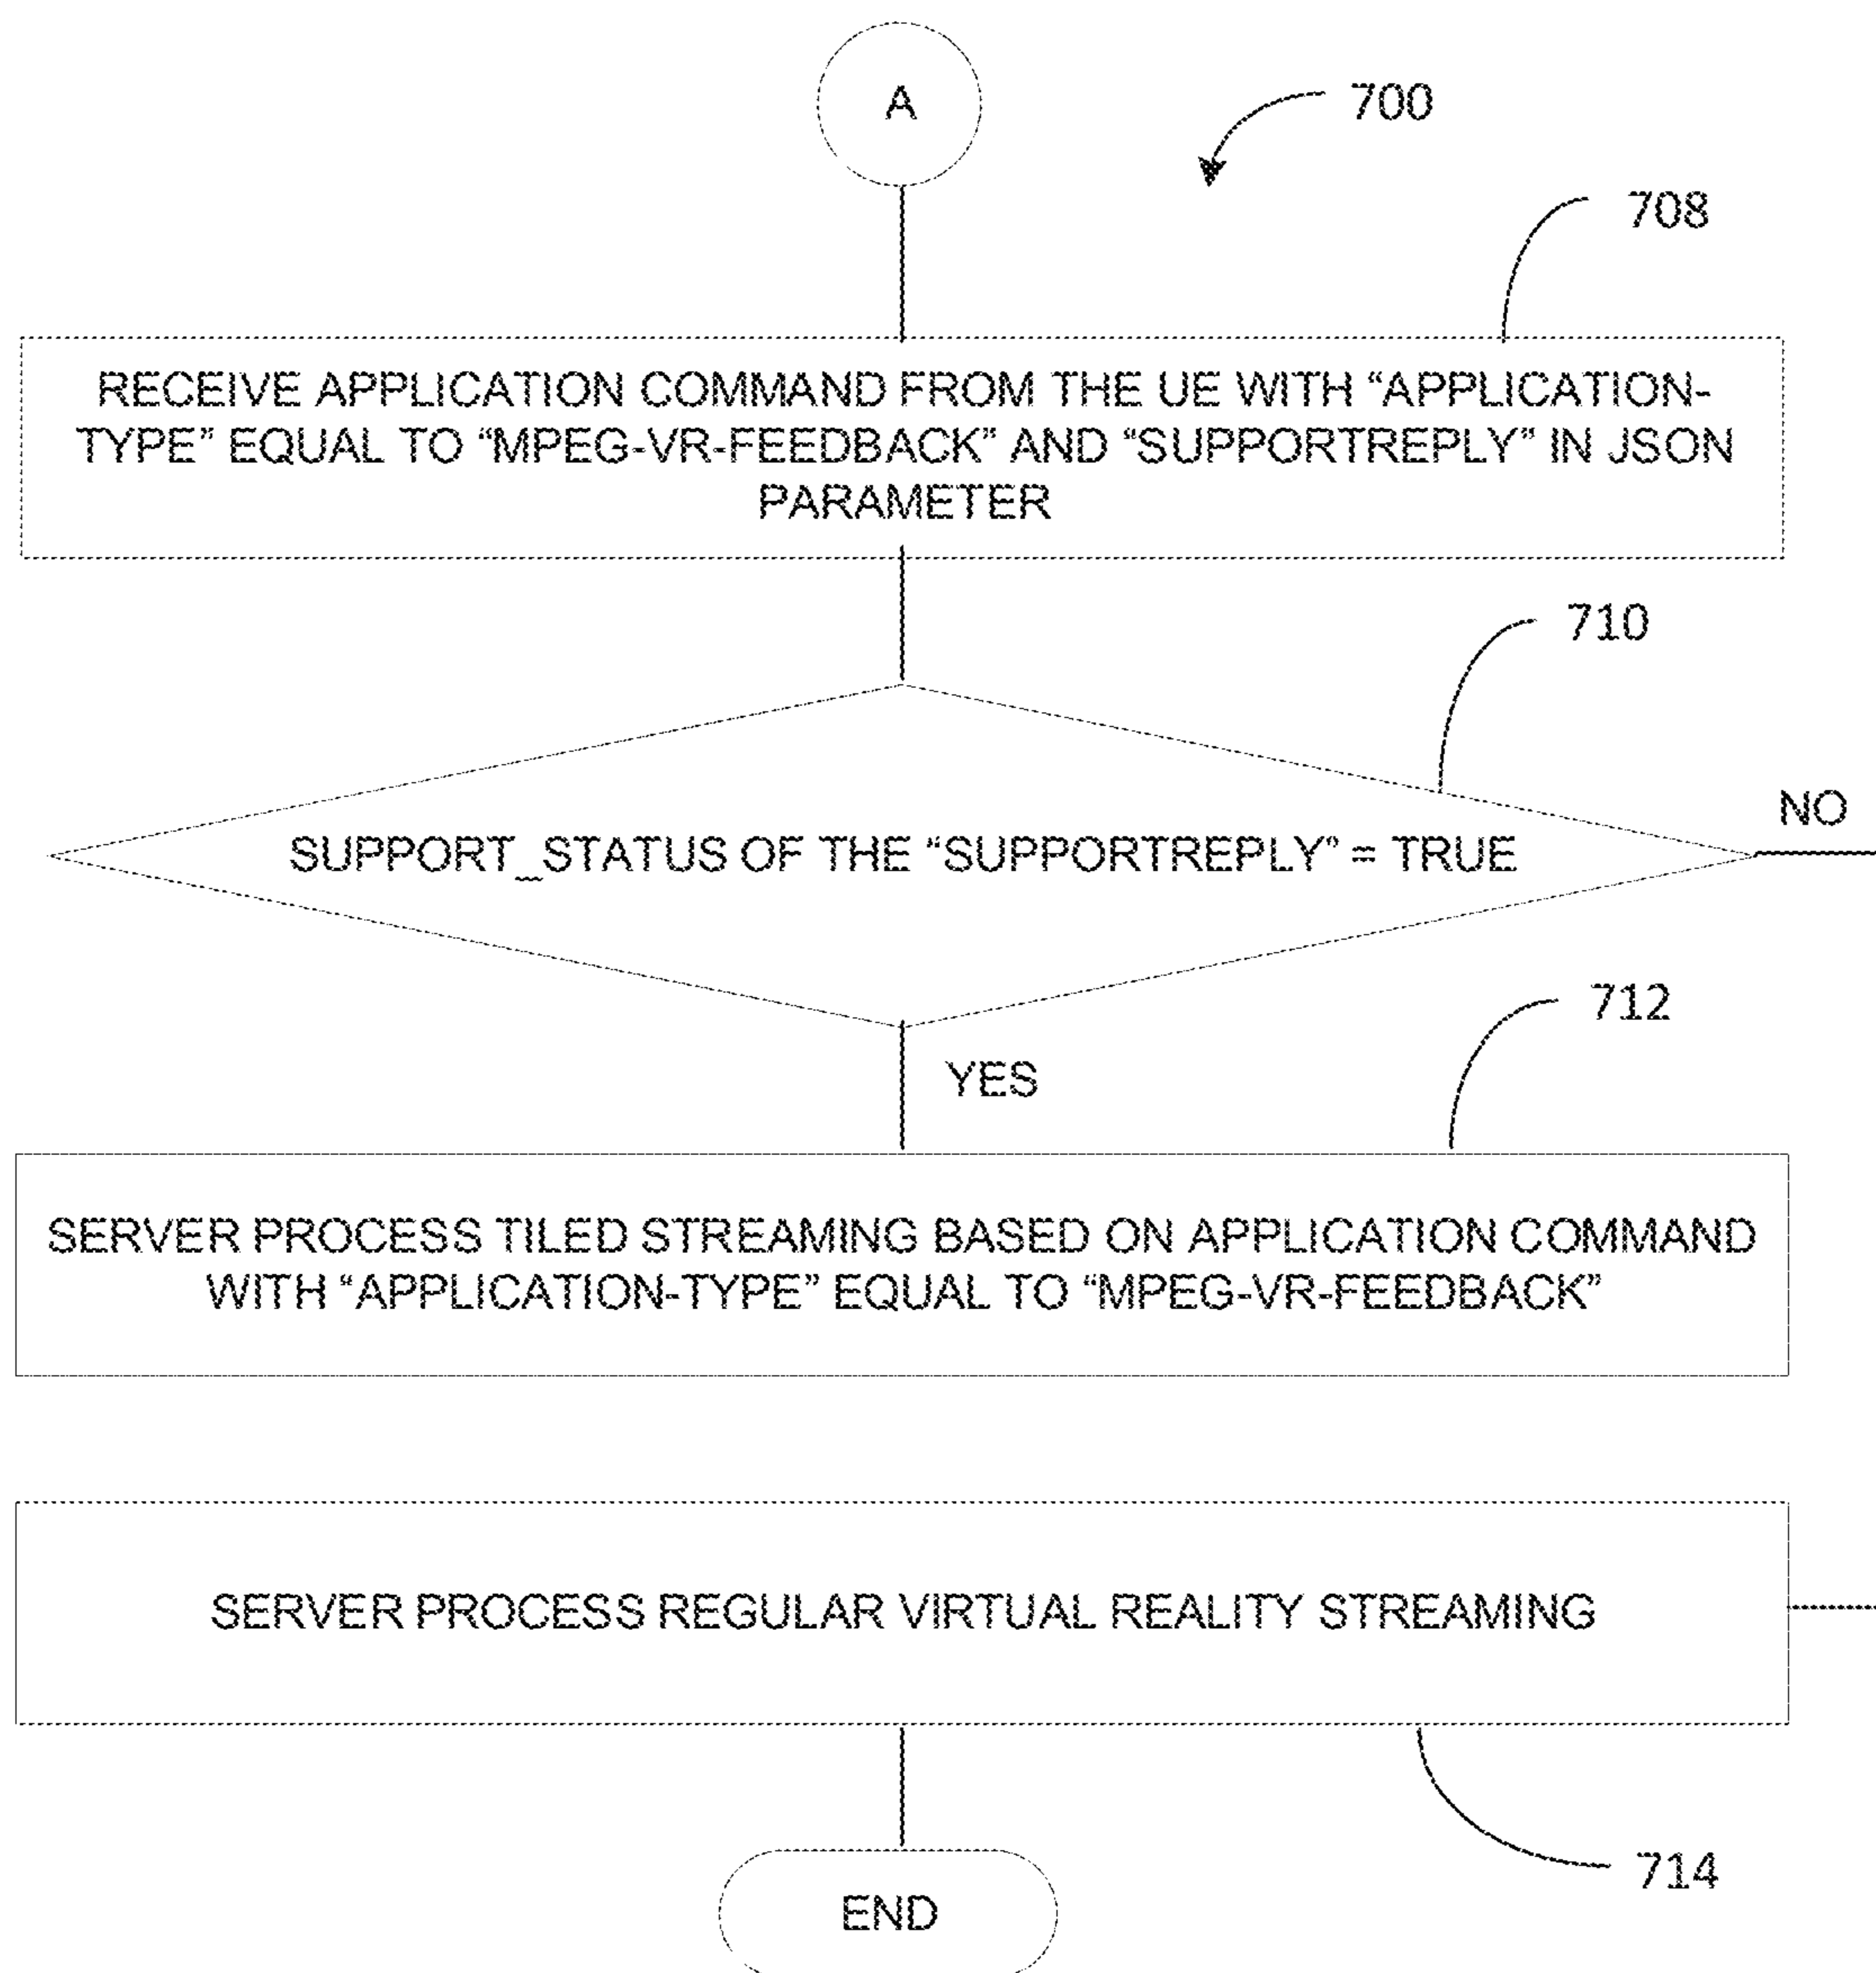 A
700
708
RECEIVE APPLICATION COMMAND FROM THE UE WITH “APPLICATION-
TYPE” EQUAL TO “MPEG-VR-FEEDBACK” AND “SUPPORTREPLY” IN JSON
PARAMETER
710
NO
SUPPORT_STATUS OF THE “SUPPORTREPLY” = TRUE
712
YES
SERVER PROCESS TILED STREAMING BASED ON APPLICATION COMMAND
WITH “APPLICATION-TYPE” EQUAL TO “MPEG-VR-FEEDBACK”
SERVER PROCESS REGULAR VIRTUAL REALITY STREAMING
714
END